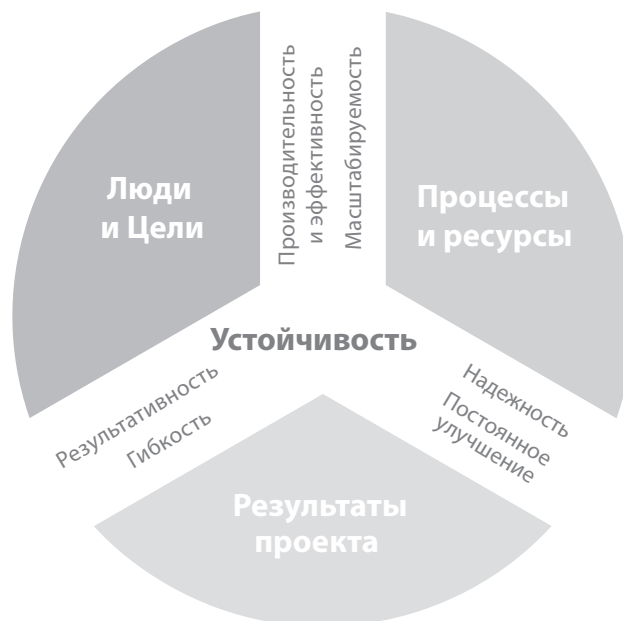 Люди
и Цели
Производительность
и эффективность
Масштабируемость
Процессы
и ресурсы
Устойчивость
Результативность
Гибкость
Надежность
Постоянное
улучшение
Результаты
проекта